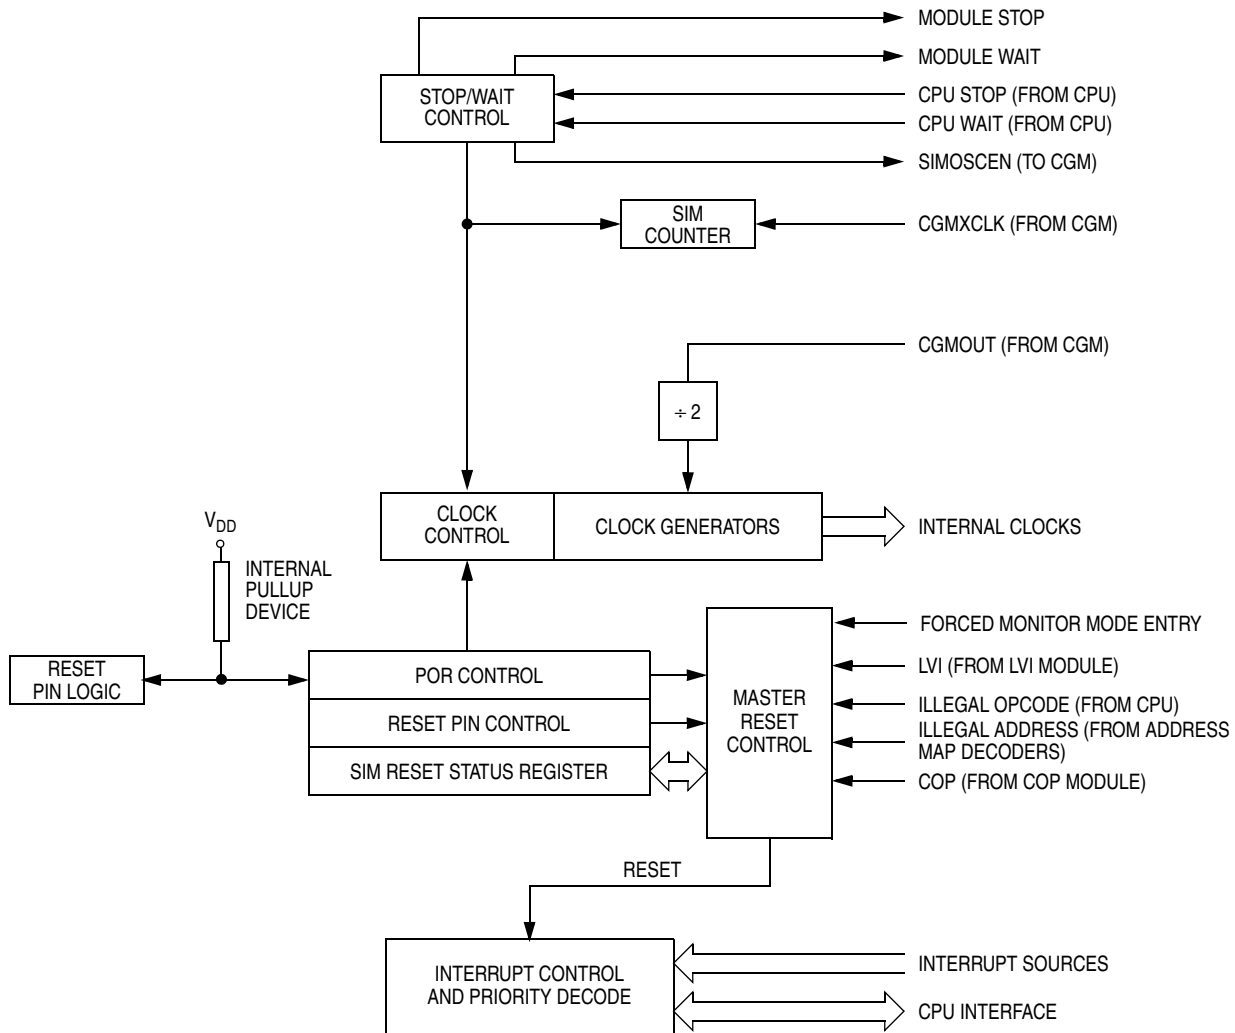 MODULE STOP
MODULE WAIT
STOP/WAIT
CONTROL
CPU STOP (FROM CPU)
CPU WAIT (FROM CPU)
SIMOSCEN (TO CGM)
SIM
COUNTER
CGMXCLK (FROM CGM)
CGMOUT (FROM CGM)
÷ 2
CLOCK
CONTROL
CLOCK GENERATORS
INTERNAL CLOCKS
VDD
INTERNAL
PULLUP
DEVICE
RESET
PIN LOGIC
POR CONTROL
RESET PIN CONTROL
SIM RESET STATUS REGISTER
MASTER
RESET
CONTROL
FORCED MONITOR MODE ENTRY
LVI (FROM LVI MODULE)
ILLEGAL OPCODE (FROM CPU)
ILLEGAL ADDRESS (FROM ADDRESS
MAP DECODERS)
COP (FROM COP MODULE)
RESET
INTERRUPT CONTROL
AND PRIORITY DECODE
INTERRUPT SOURCES
CPU INTERFACE